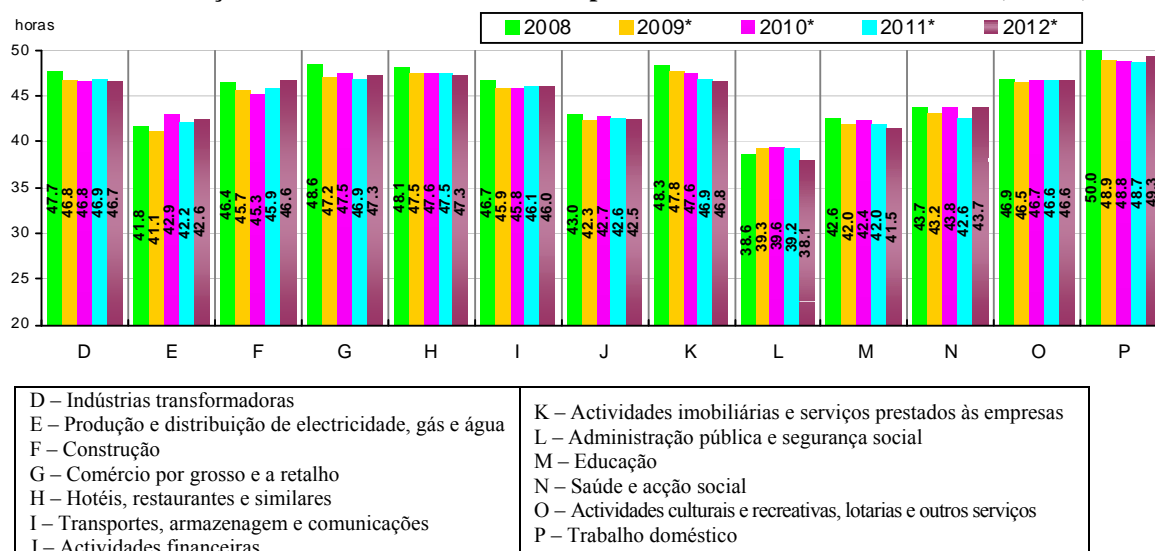 horas
2008 2009* 2010* 2011* 2012*
50
45
40
35
30
25
20
47.7 46.8 46.8 46.9 46.7
41.8 41.1 42.9 42.2 42.6
46.4 45.7 45.3 45.9 46.6
48.6 47.2 47.5 46.9 47.3
48.1 47.5 47.6 47.5 47.3
46.7 45.9 45.8 46.1 46.0
43.0 42.3 42.7 42.6 42.5
48.3 47.8 47.6 46.9 46.8
38.6 39.3 39.6 39.2 38.1
42.6 42.0 42.4 42.0 41.5
43.7 43.2 43.8 42.6 43.7
46.9 46.5 46.7 46.6 46.6
50.0 48.9 48.8 48.7 49.3
D E F G H I J K L M N O P
D – Indústrias transformadoras
E – Produção e distribuição de electricidade, gás e água
F – Construção
G – Comércio por grosso e a retalho
H – Hotéis, restaurantes e similares
I – Transportes, armazenagem e comunicações
J – Actividades financeiras
K – Actividades imobiliárias e serviços prestados às empresas
L – Administração pública e segurança social
M – Educação
N – Saúde e acção social
O – Actividades culturais e recreativas, lotarias e outros serviços
P – Trabalho doméstico